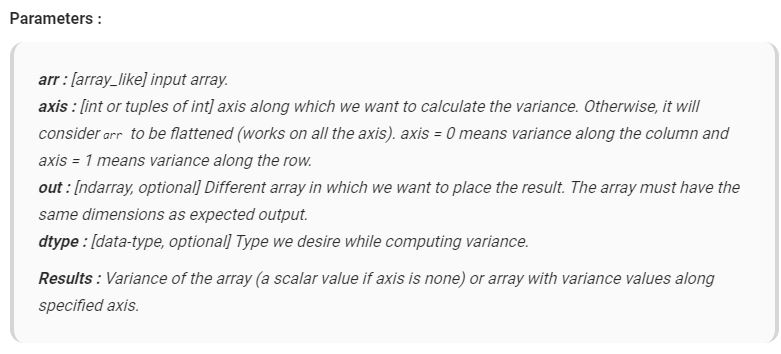 Parameters :
arr : [array_like] input array.
axis : [int or tuples of int] axis along which we want to calculate the variance. Otherwise, it will
consider arr to be flattened (works on all the axis). axis = 0 means variance along the column and
axis = 1 means variance along the row.
out : [ndarray, optional] Different array in which we want to place the result. The array must have the
same dimensions as expected output.
dtype : [data-type, optional] Type we desire while computing variance.
Results : Variance of the array (a scalar value if axis is none) or array with variance values along
specified axis.